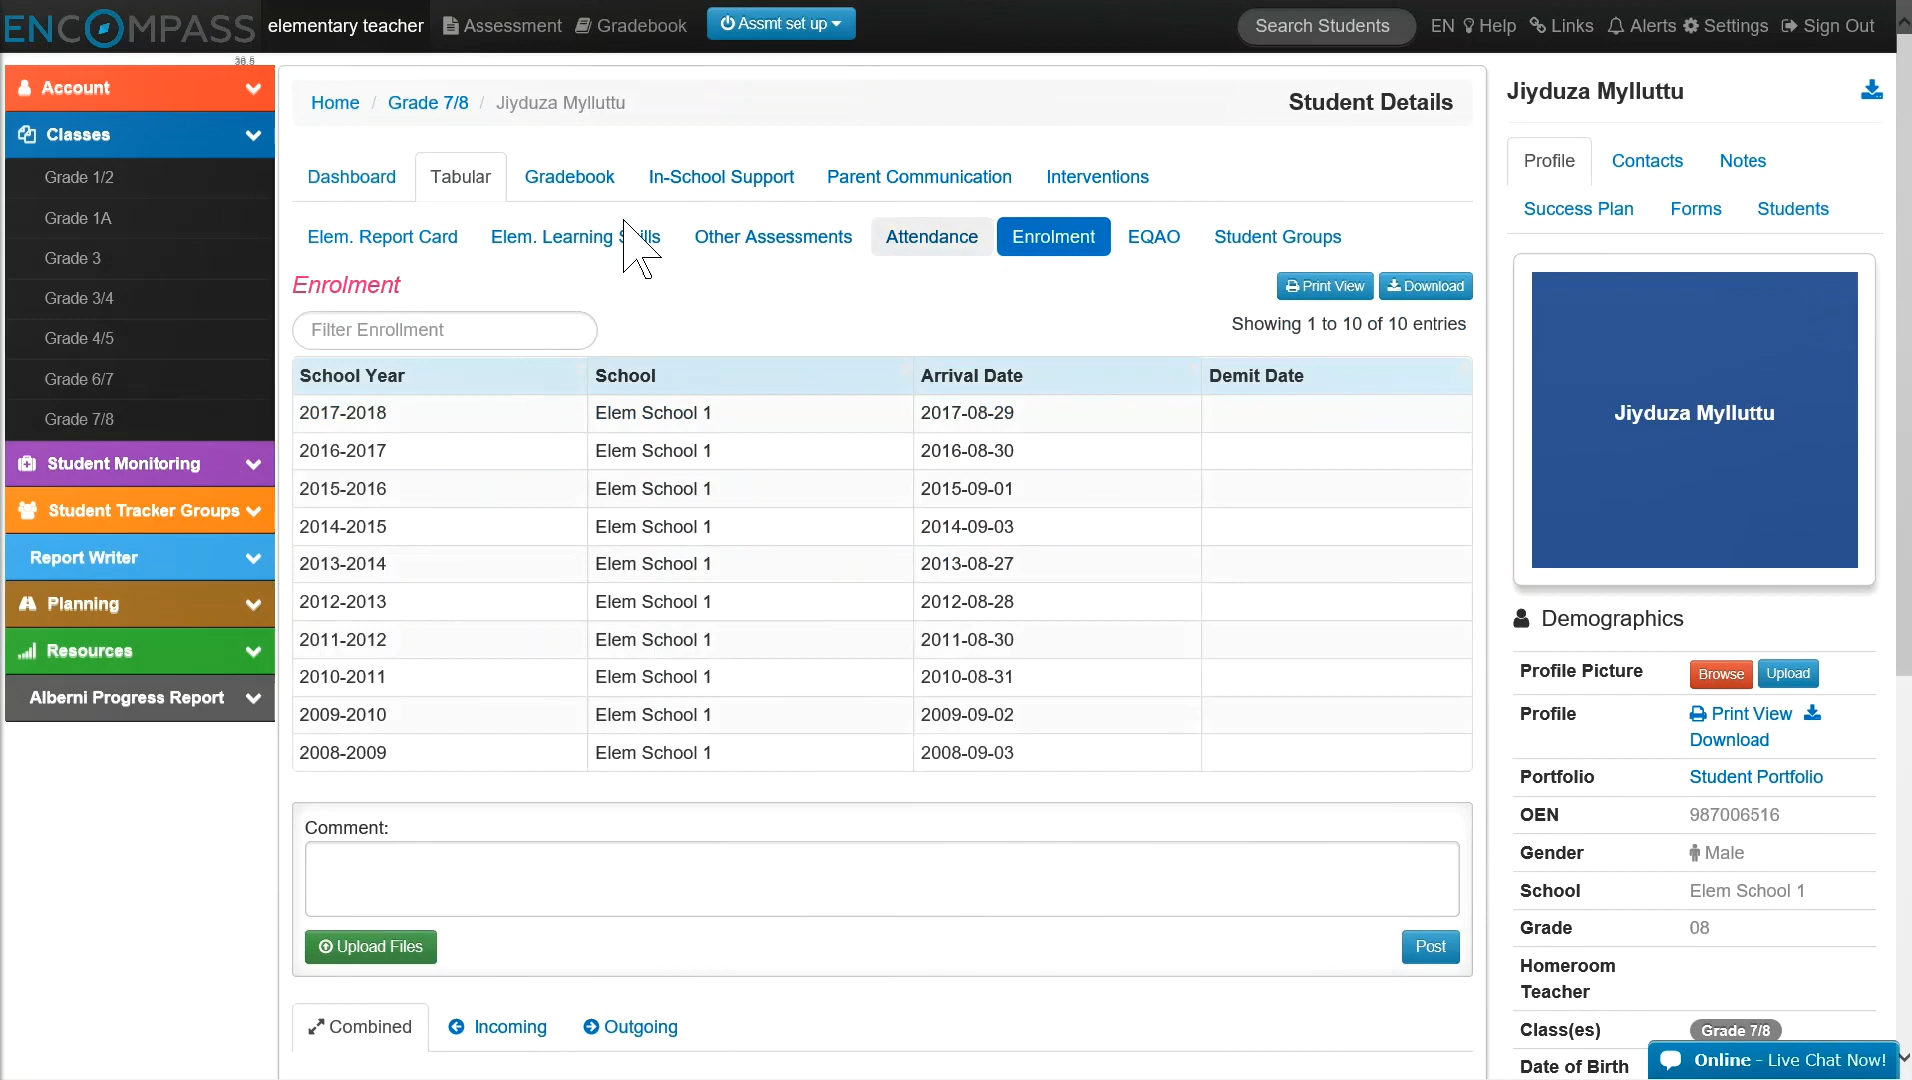 ENCOMPASS elementary teacher Assessment Gradebook Assmt set up Search Students EN Help Links Alerts Settings Sign Out
Account
Classes
Grade 1/2
Grade 1A
Grade 3
Grade 3/4
Grade 4/5
Grade 6/7
Grade 7/8
Student Monitoring
Student Tracker Groups
Report Writer
Planning
Resources
Alberni Progress Report
Home / Grade 7/8 / Jiyduza Mylluttu
Student Details
Dashboard Tabular Gradebook In-School Support Parent Communication Interventions
Elem. Report Card Elem. Learning Other Assessments Attendance Enrolment EQAO Student Groups
Enrolment
Print View Download
Filter Enrollment
Showing 1 to 10 of 10 entries
School Year School Arrival Date Demit Date
2017-2018 Elem School 1 2017-08-29
2016-2017 Elem School 1 2016-08-30
2015-2016 Elem School 1 2015-09-01
2014-2015 Elem School 1 2014-09-03
2013-2014 Elem School 1 2013-08-27
2012-2013 Elem School 1 2012-08-28
2011-2012 Elem School 1 2011-08-30
2010-2011 Elem School 1 2010-08-31
2009-2010 Elem School 1 2009-09-02
2008-2009 Elem School 1 2008-09-03
Comment:
Upload Files
Post
Combined Incoming Outgoing
Jiyduza Mylluttu
Profile Contacts Notes
Success Plan Forms Students
Jiyduza Mylluttu
Demographics
Profile Picture Browse Upload
Profile Print View
Download
Portfolio Student Portfolio
OEN 987006516
Gender Male
School Elem School 1
Grade 08
Homeroom
Teacher
Class(es) Grade 7/8
Date of Birth
Online - Live Chat Now!